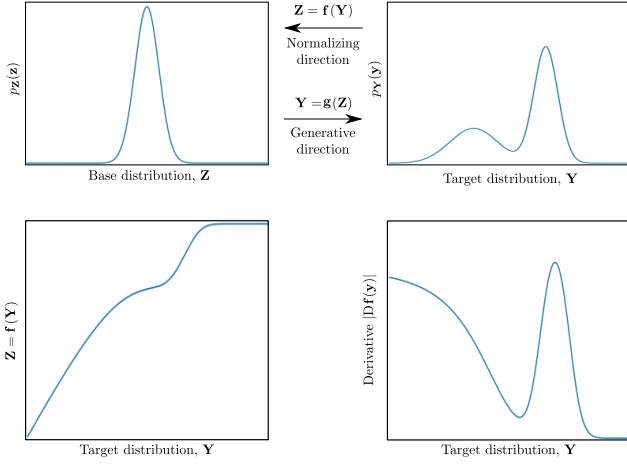 Z = f (Y)
Normalizing
direction
Y = g(Z)
Generative
direction
p_Z(z)
Base distribution, Z
p_Y(y)
Target distribution, Y
Z = f (Y)
Target distribution, Y
Derivative |Df(y)|
Target distribution, Y